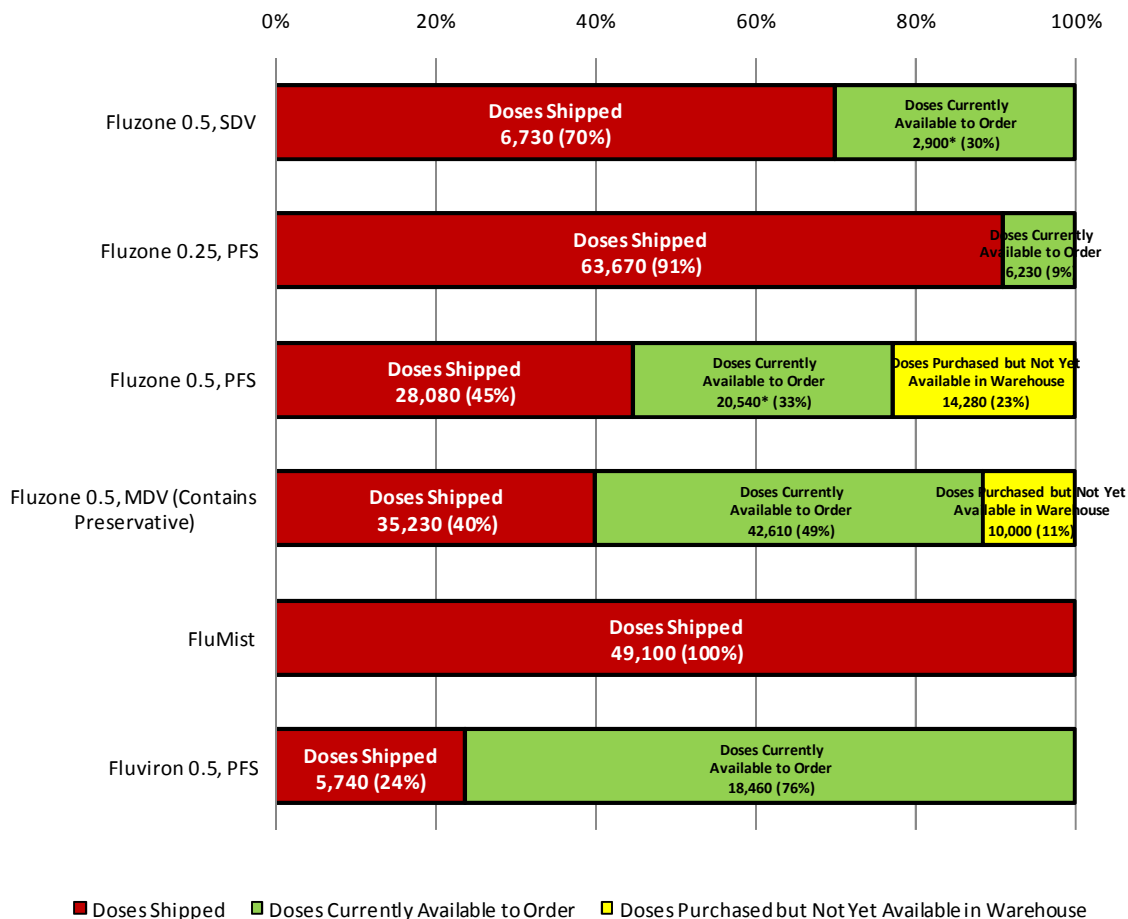 0% 20% 40% 60% 80% 100%
Fluzone 0.5, SDV
Doses Shipped
6,730 (70%)
Doses Currently
Available to Order
2,900* (30%)
Fluzone 0.25, PFS
Doses Shipped
63,670 (91%)
Doses Currently
Available to Order
6,230 (9%
Fluzone 0.5, PFS
Doses Shipped
28,080 (45%)
Doses Currently
Available to Order
20,540* (33%)
Doses Purchased but Not Yet
Available in Warehouse
14,280 (23%)
Fluzone 0.5, MDV (Contains
Preservative)
Doses Shipped
35,230 (40%)
Doses Currently
Available to Order
42,610 (49%)
Doses Purchased but Not Yet
Available in Warehouse
10,000 (11%)
FluMist
Doses Shipped
49,100 (100%)
Fluviron 0.5, PFS
Doses Shipped
5,740 (24%)
Doses Currently
Available to Order
18,460 (76%)
Doses Shipped
Doses Currently Available to Order
Doses Purchased but Not Yet Available in Warehouse